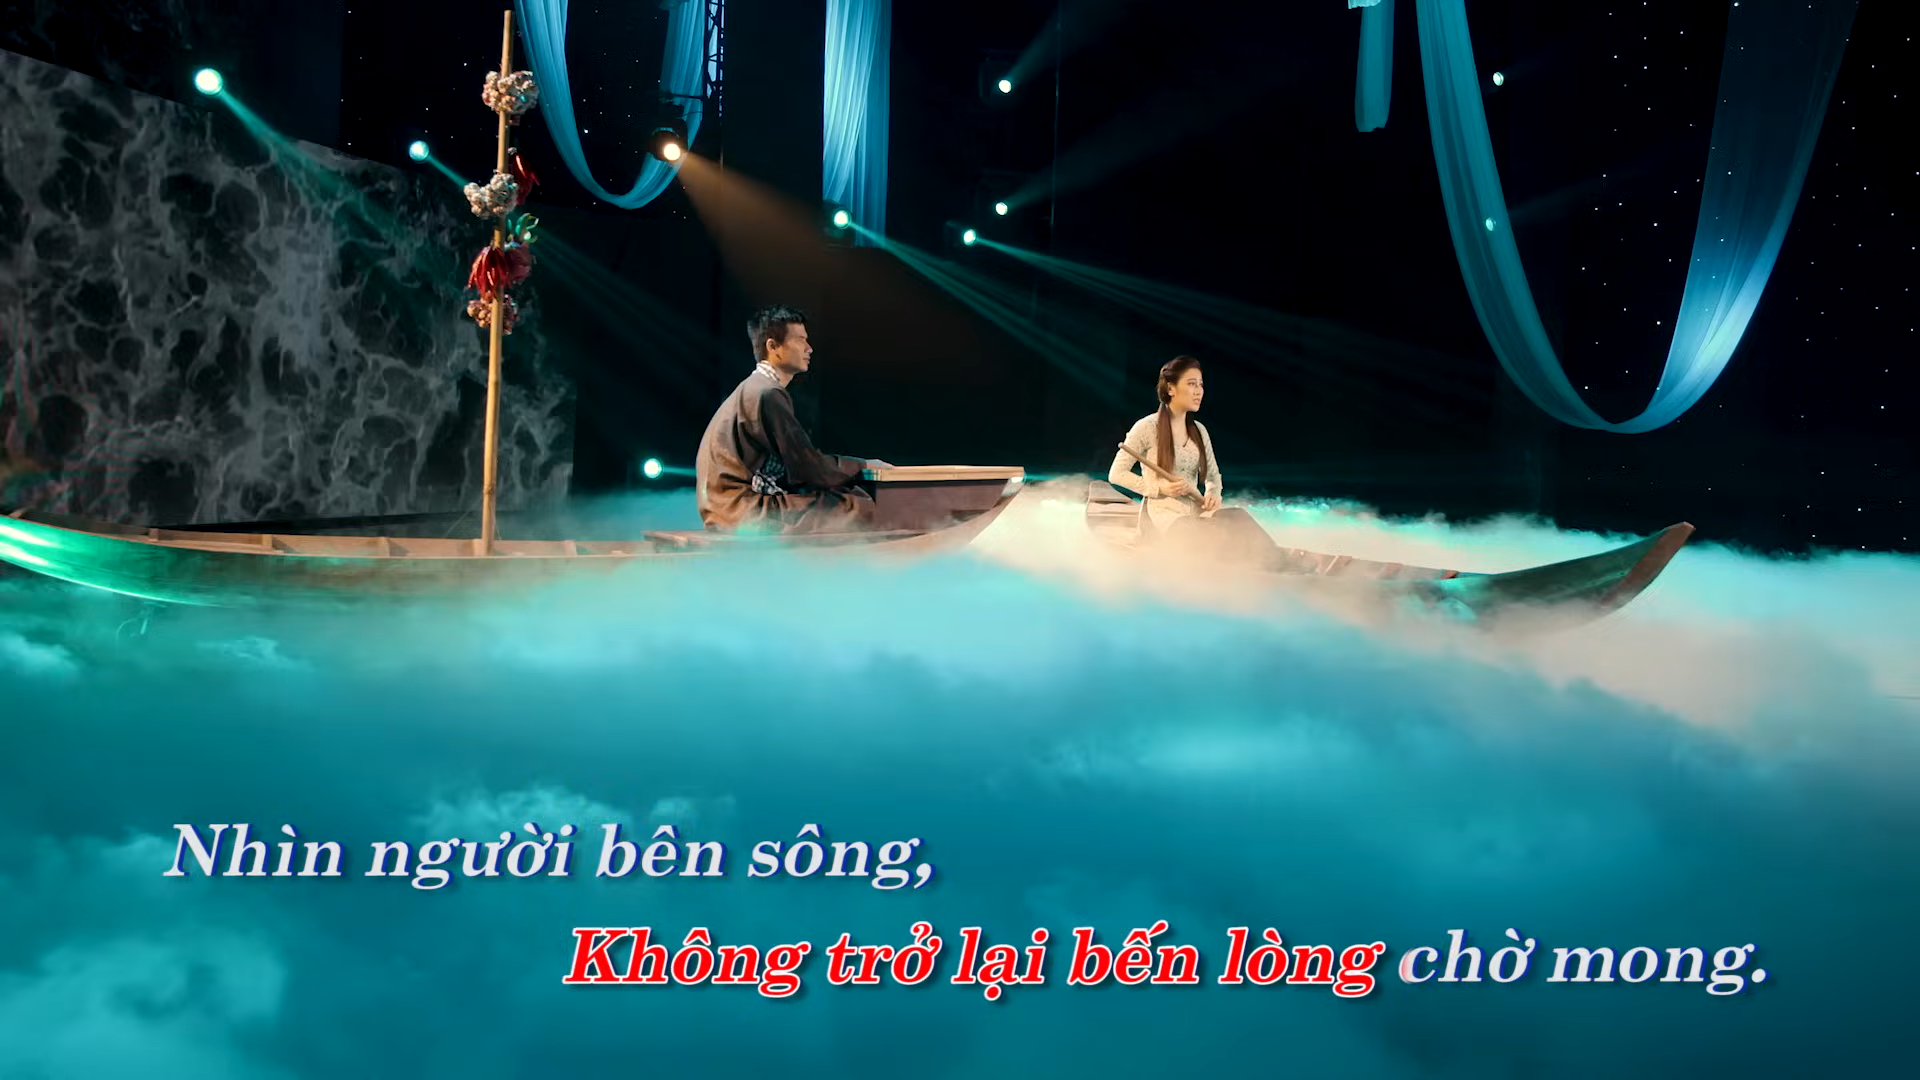 Nhìn người bên sông,
Không trở lại bến lòng chờ mong.